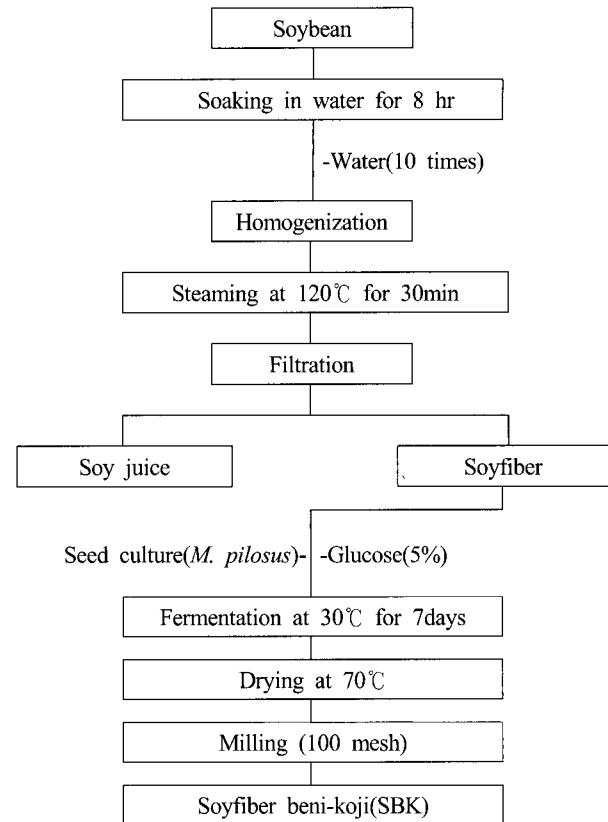 Soybean
Soaking in water for 8 hr
-Water(10 times)
Homogenization
Steaming at 120℃ for 30min
Filtration
Soy juice
Soyfiber
Seed culture(M. pilosus)- -Glucose(5%)
Fermentation at 30℃ for 7days
Drying at 70℃
Milling (100 mesh)
Soyfiber beni-koji(SBK)